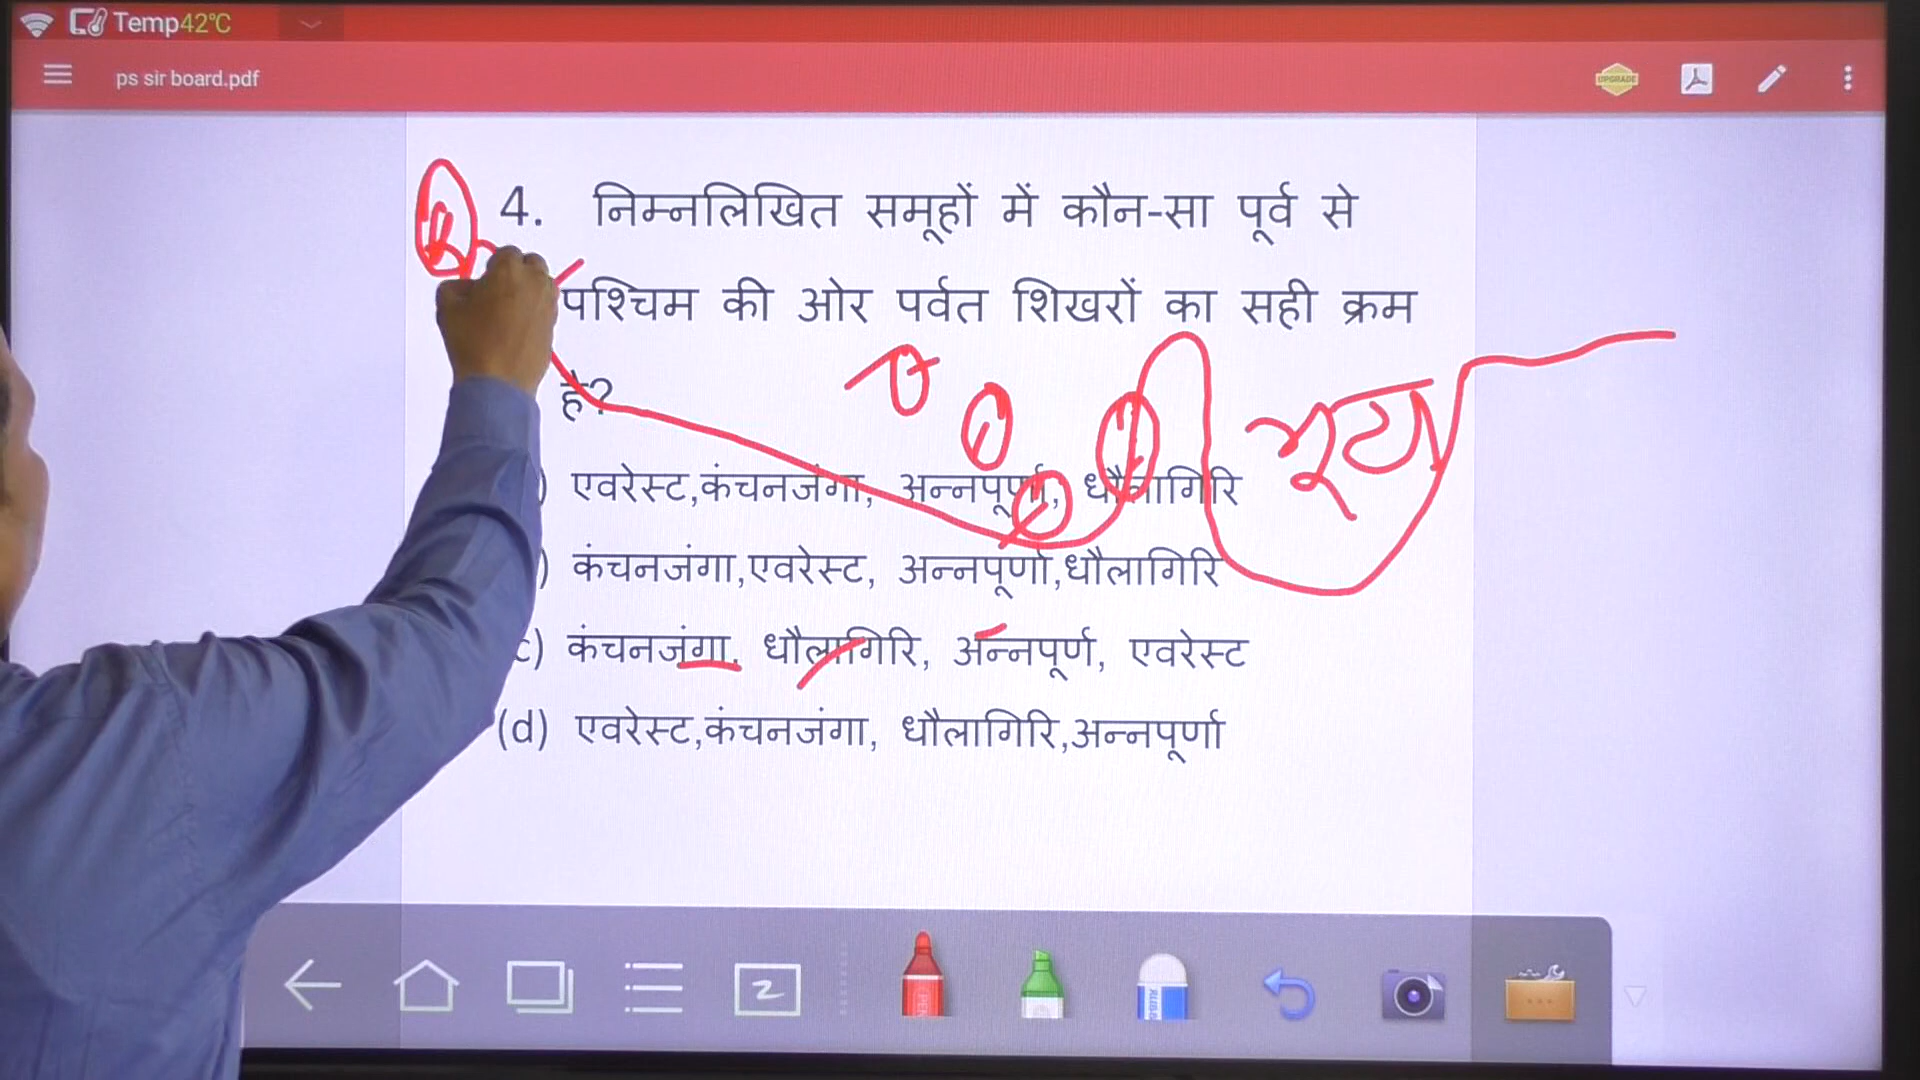 Temp42°C
ps sir board.pdf
UPGRADE
4. निम्नलिखित समूहों में कौन-सा पूर्व से
पश्चिम की ओर पर्वत शिखरों का सही क्रम
है?
) एवरेस्ट,कंचनजंगा, अन्नपूर्णा, धौलागिरि
) कंचनजंगा,एवरेस्ट, अन्नपूर्णा,धौलागिरि
c) कंचनजंगा, धौलागिरि, अन्नपूर्ण, एवरेस्ट
(d) एवरेस्ट,कंचनजंगा, धौलागिरि,अन्नपूर्णा